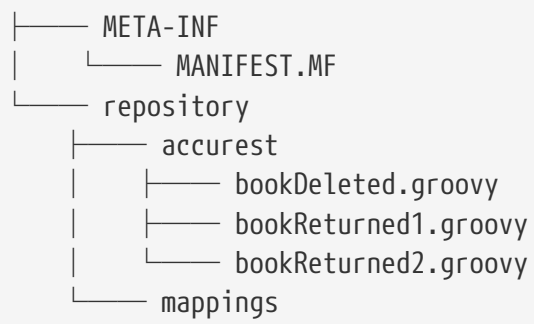 ├── META-INF
│   └── MANIFEST.MF
└── repository
    ├── accurest
    │   ├── bookDeleted.groovy
    │   ├── bookReturned1.groovy
    │   └── bookReturned2.groovy
    └── mappings